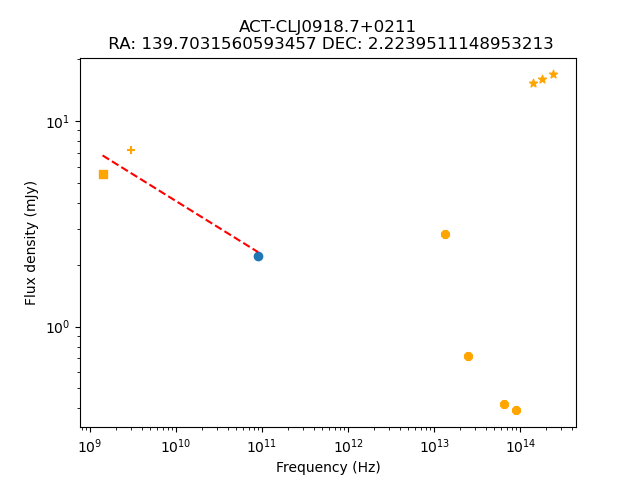 ACT-CLJ0918.7+0211
RA: 139.7031560593457 DEC: 2.2239511148953213
Flux density (mJy)
10¹
10⁰
10⁹ 10¹⁰ 10¹¹ 10¹² 10¹³ 10¹⁴
Frequency (Hz)